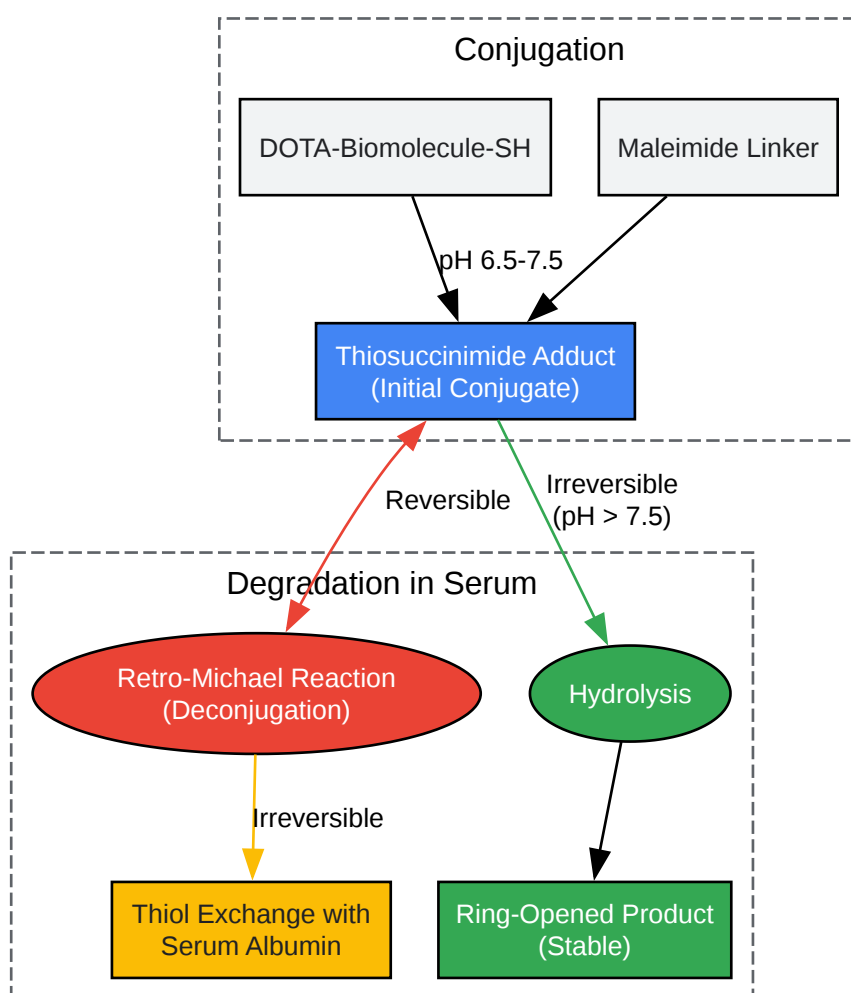 Conjugation
DOTA-Biomolecule-SH
Maleimide Linker
pH 6.5-7.5
Thiosuccinimide Adduct
(Initial Conjugate)
Reversible
Irreversible
(pH > 7.5)
Degradation in Serum
Retro-Michael Reaction
(Deconjugation)
Hydrolysis
Irreversible
Thiol Exchange with
Serum Albumin
Ring-Opened Product
(Stable)